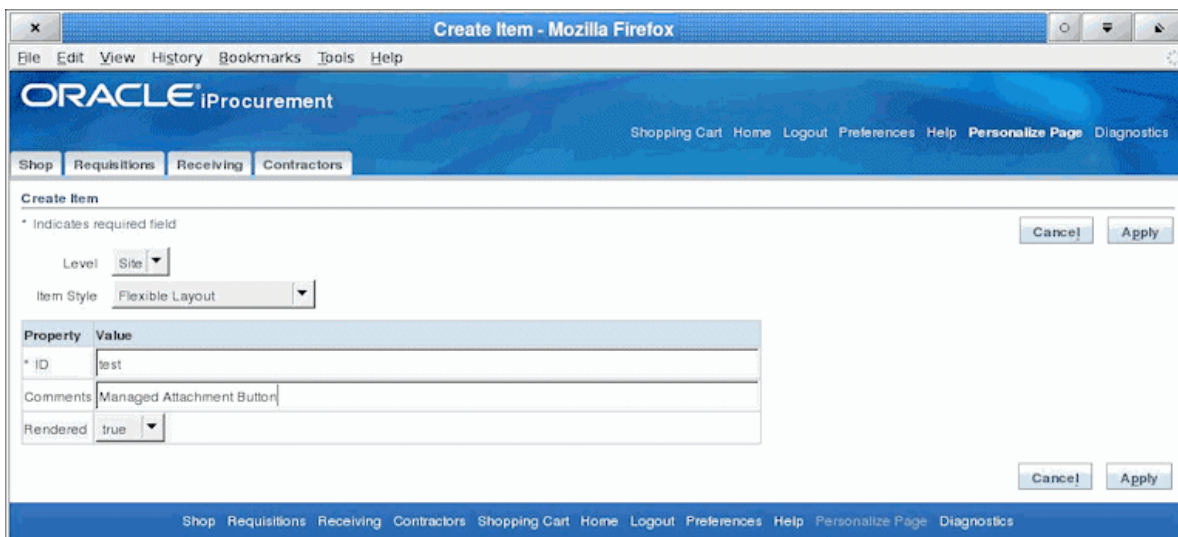 Create Item - Mozilla Firefox
File Edit View History Bookmarks Tools Help
ORACLE iProcurement
Shopping Cart Home Logout Preferences Help Personalize Page Diagnostics
Shop Requisitions Receiving Contractors
Create Item
* Indicates required field
Cancel Apply
Level Site
Item Style Flexible Layout
Property Value
* ID test
Comments Managed Attachment Button
Rendered true
Cancel Apply
Shop Requisitions Receiving Contractors Shopping Cart Home Logout Preferences Help Personalize Page Diagnostics